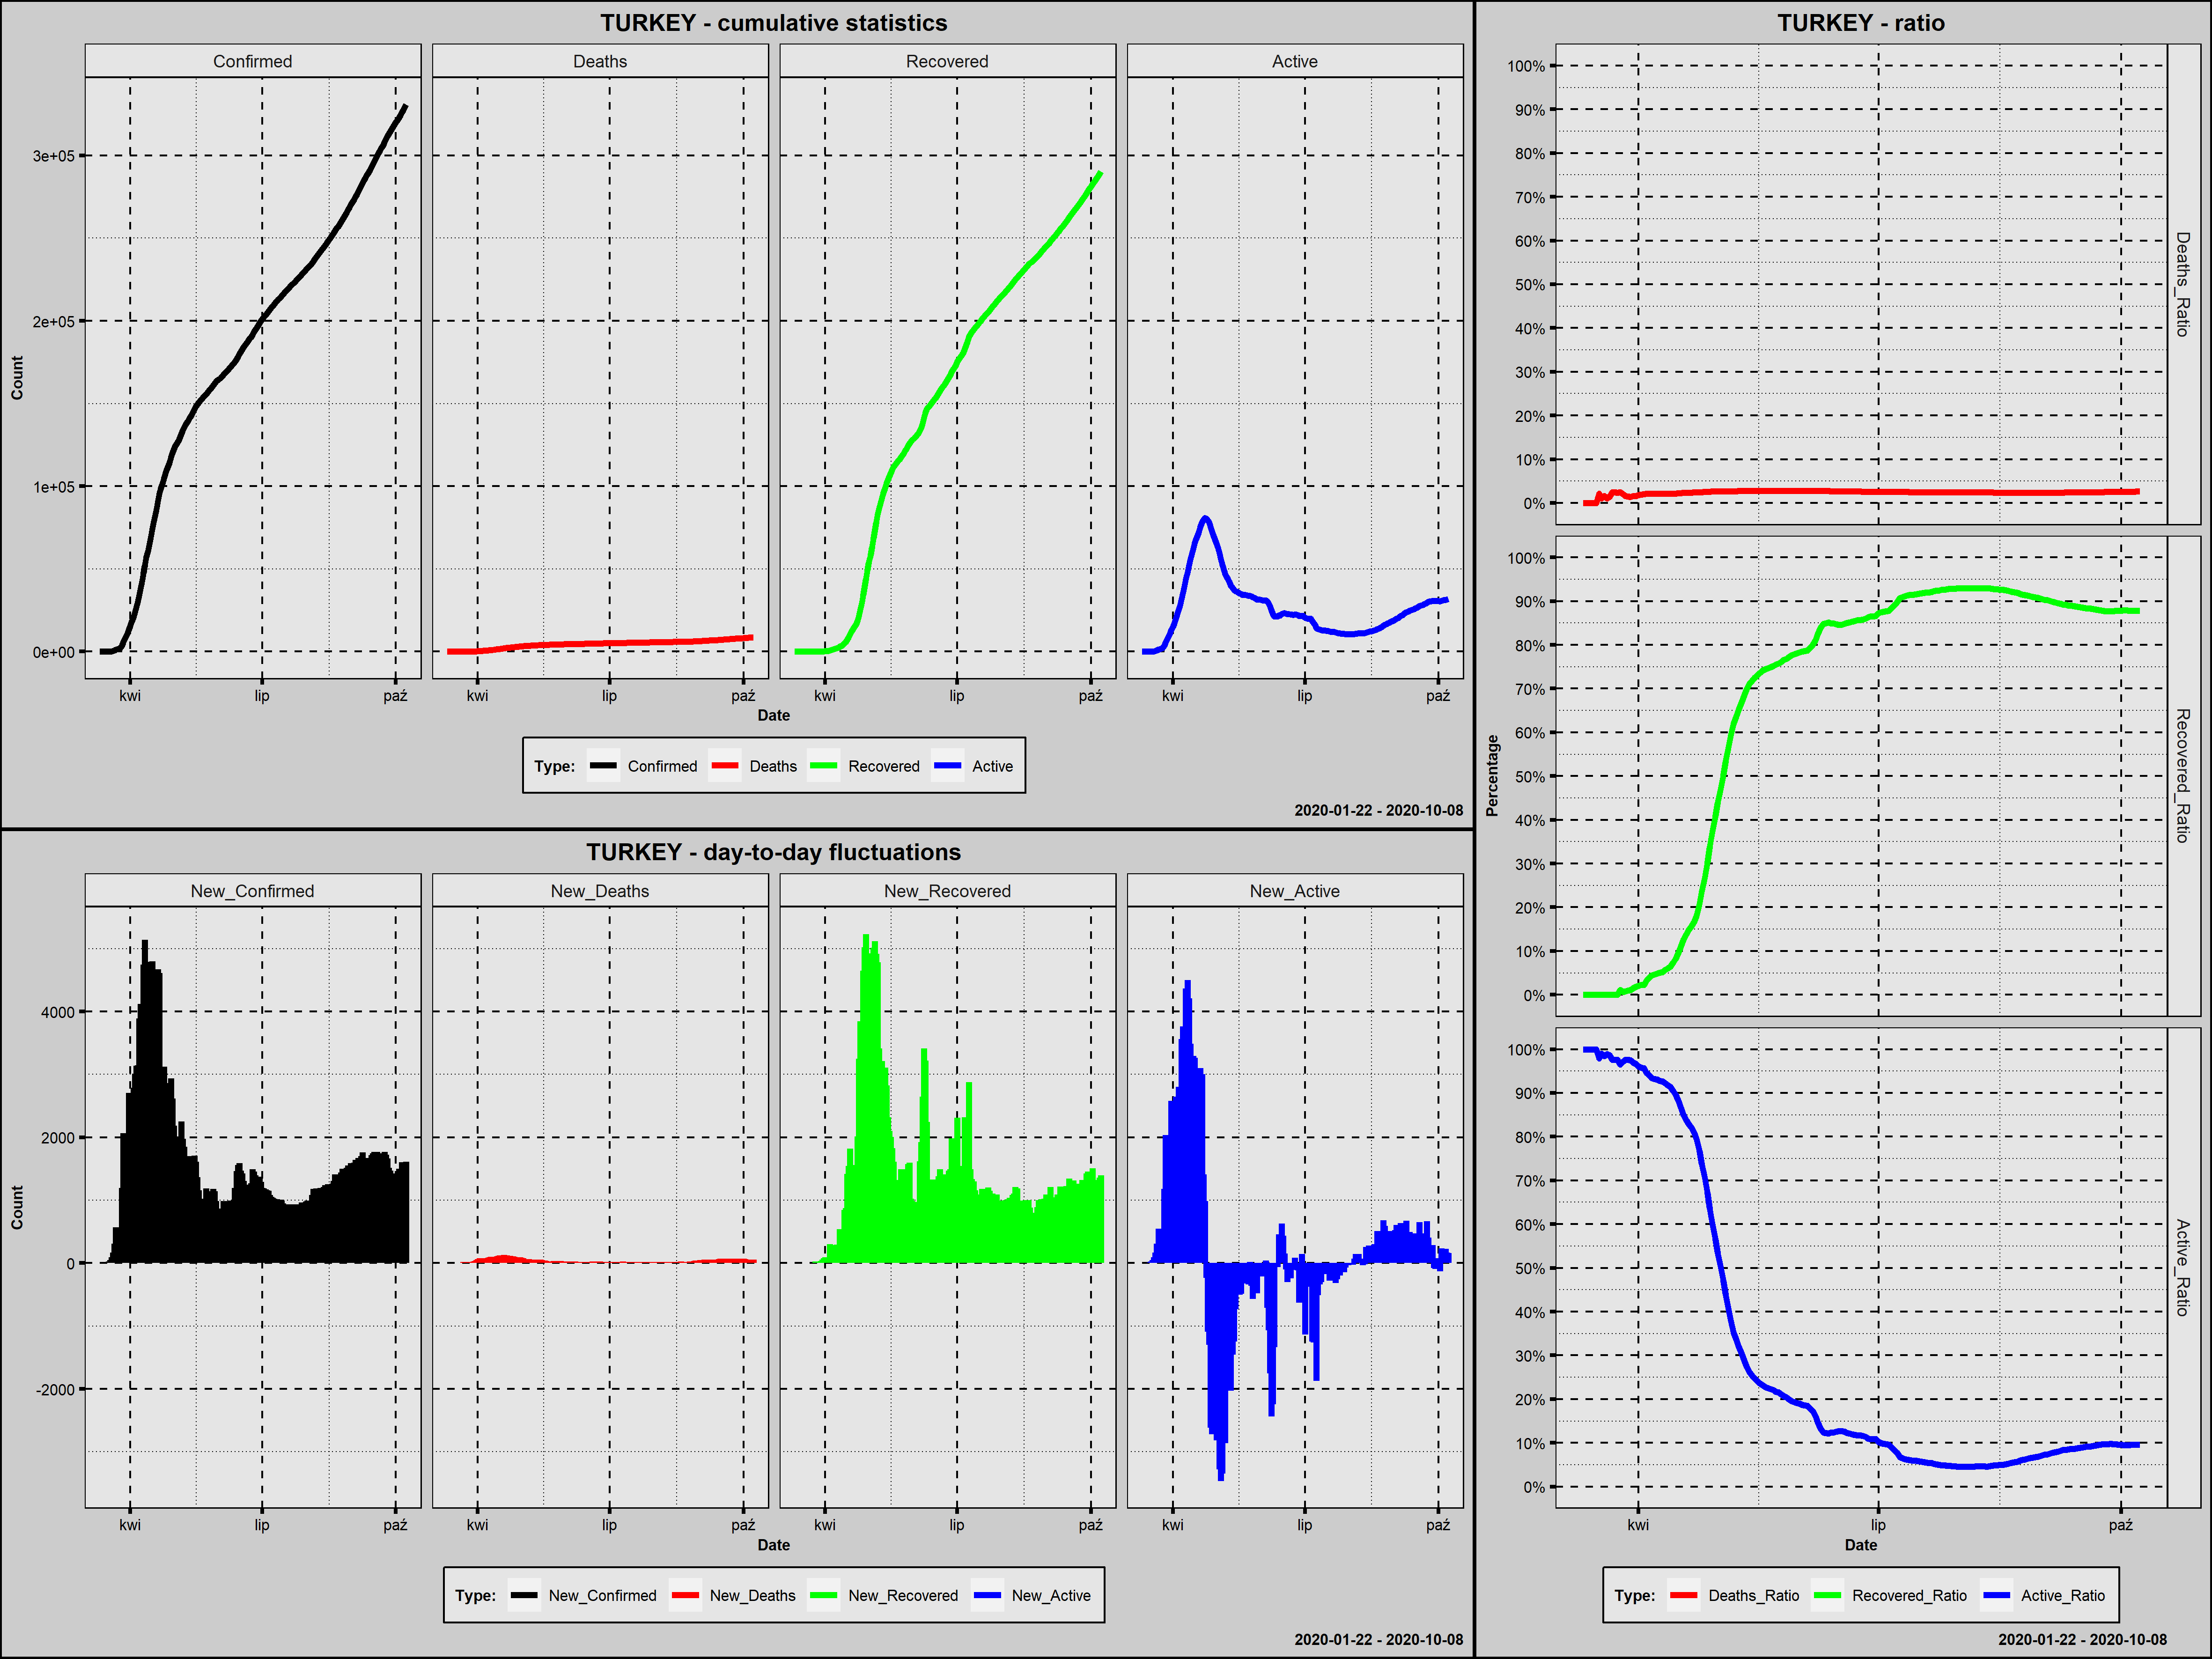 TURKEY - cumulative statistics
Confirmed Deaths Recovered Active
Count
3e+05
2e+05
1e+05
0e+00
kwi lip paź kwi lip paź kwi lip paź kwi lip paź
Date
Type: Confirmed Deaths Recovered Active
2020-01-22 - 2020-10-08
TURKEY - day-to-day fluctuations
New_Confirmed New_Deaths New_Recovered New_Active
Count
4000
2000
0
-2000
kwi lip paź kwi lip paź kwi lip paź kwi lip paź
Date
Type: New_Confirmed New_Deaths New_Recovered New_Active
2020-01-22 - 2020-10-08
TURKEY - ratio
Percentage
100%
90%
80%
70%
60%
50%
40%
30%
20%
10%
0%
Deaths_Ratio
100%
90%
80%
70%
60%
50%
40%
30%
20%
10%
0%
Recovered_Ratio
100%
90%
80%
70%
60%
50%
40%
30%
20%
10%
0%
Active_Ratio
kwi lip paź
Date
Type: Deaths_Ratio Recovered_Ratio Active_Ratio
2020-01-22 - 2020-10-08